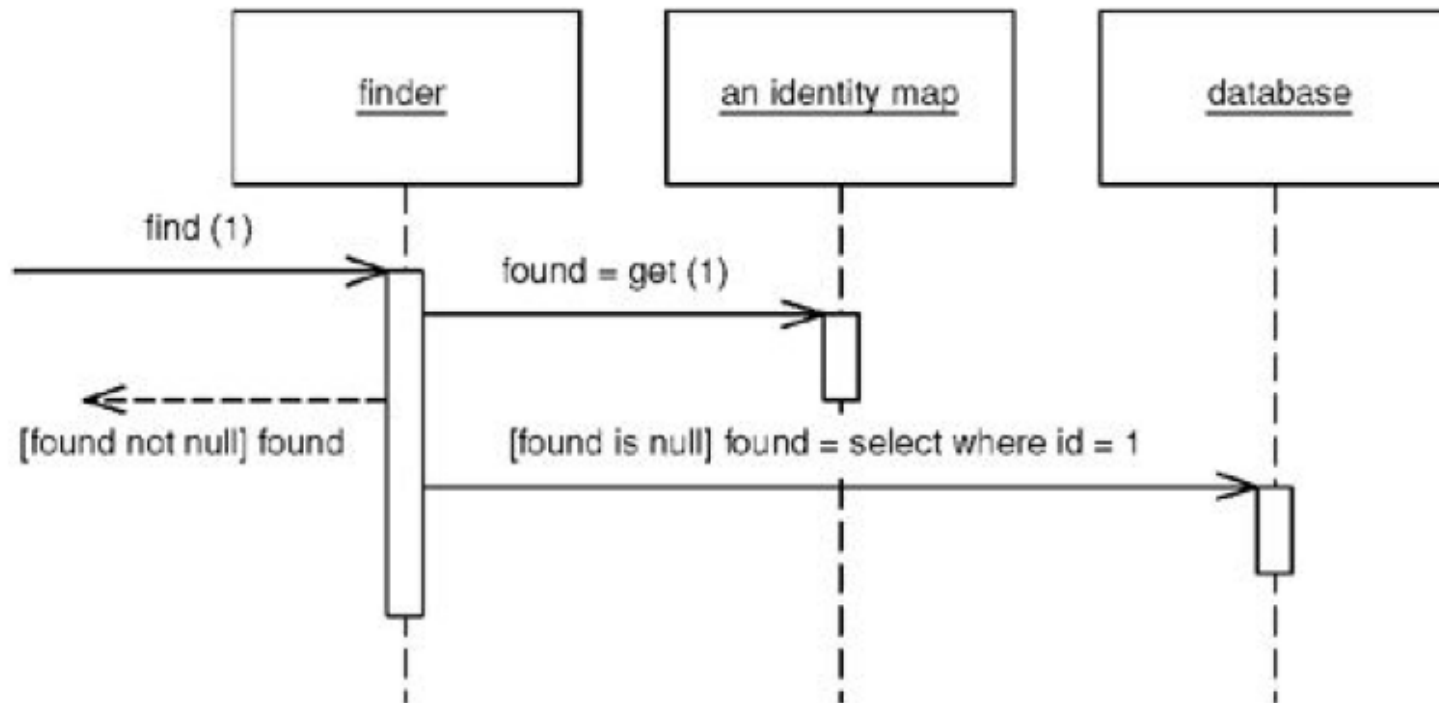 finder
an identity map
database
find (1)
found = get (1)
[found not null] found
[found is null] found = select where id = 1